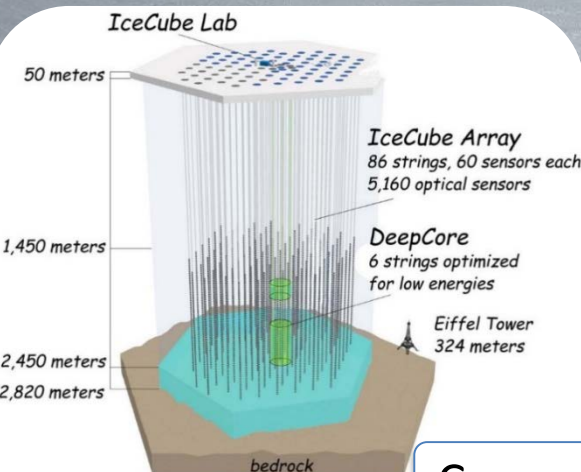 IceCube Lab
50 meters
IceCube Array
86 strings, 60 sensors each
5,160 optical sensors
DeepCore
6 strings optimized
for low energies
1,450 meters
Eiffel Tower
324 meters
2,450 meters
2,820 meters
bedrock